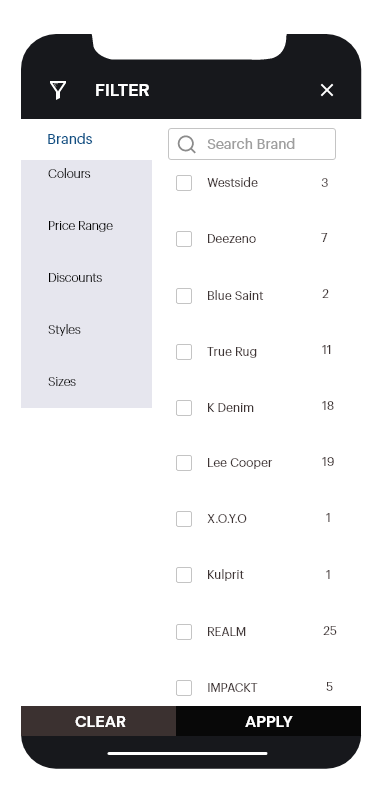 FILTER
Brands
Search Brand
Colours
Price Range
Discounts
Styles
Sizes
Westside 3
Deezeno 7
Blue Saint 2
True Rug 11
K Denim 18
Lee Cooper 19
X.O.Y.O 1
Kulprit 1
REALM 25
IMPACKT 5
CLEAR
APPLY